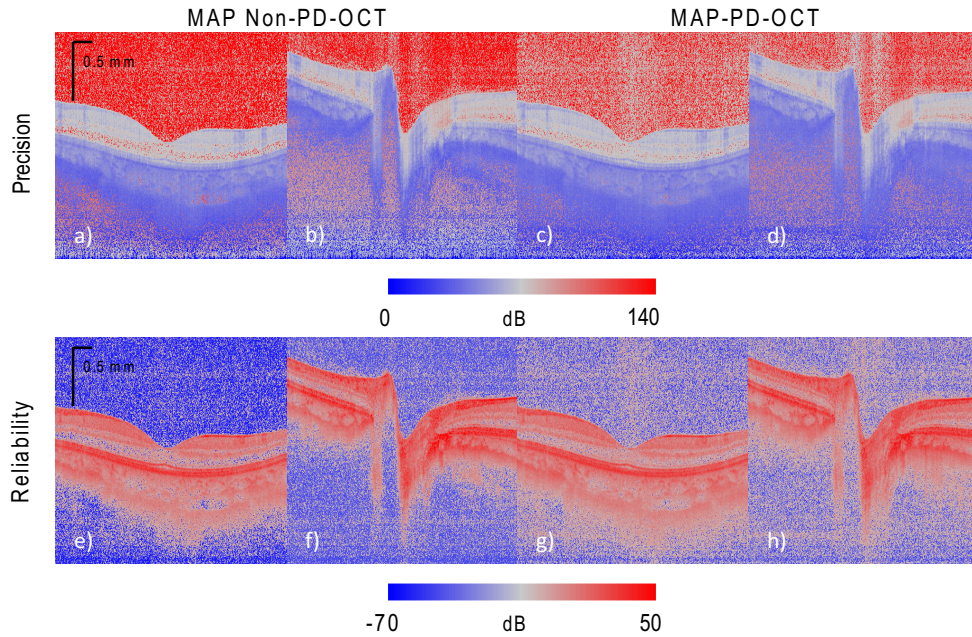 MAP Non-PD-OCT
MAP-PD-OCT
Precision
0.5 mm
a)
b)
c)
d)
0
dB
140
Reliability
0.5 mm
e)
f)
g)
h)
-70
dB
50